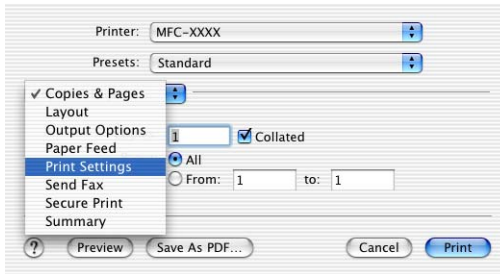 Printer: MFC-XXXX
Presets: Standard
✓ Copies & Pages
Layout
Output Options
Paper Feed
Print Settings
Send Fax
Secure Print
Summary
1 Collated
All
From: 1 to: 1
? Preview Save As PDF... Cancel Print